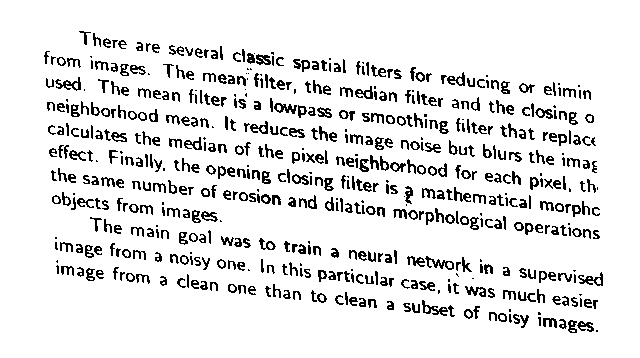 There are several classic spatial filters for reducing or elimin
from images. The mean filter, the median filter and the closing o
used. The mean filter is a lowpass or smoothing filter that replace
neighborhood mean. It reduces the image noise but blurs the imag
calculates the median of the pixel neighborhood for each pixel, th
effect. Finally, the opening closing filter is a mathematical morpho
the same number of erosion and dilation morphological operations
objects from images.
The main goal was to train a neural network in a supervised
image from a noisy one. In this particular case, it was much easier
image from a clean one than to clean a subset of noisy images.